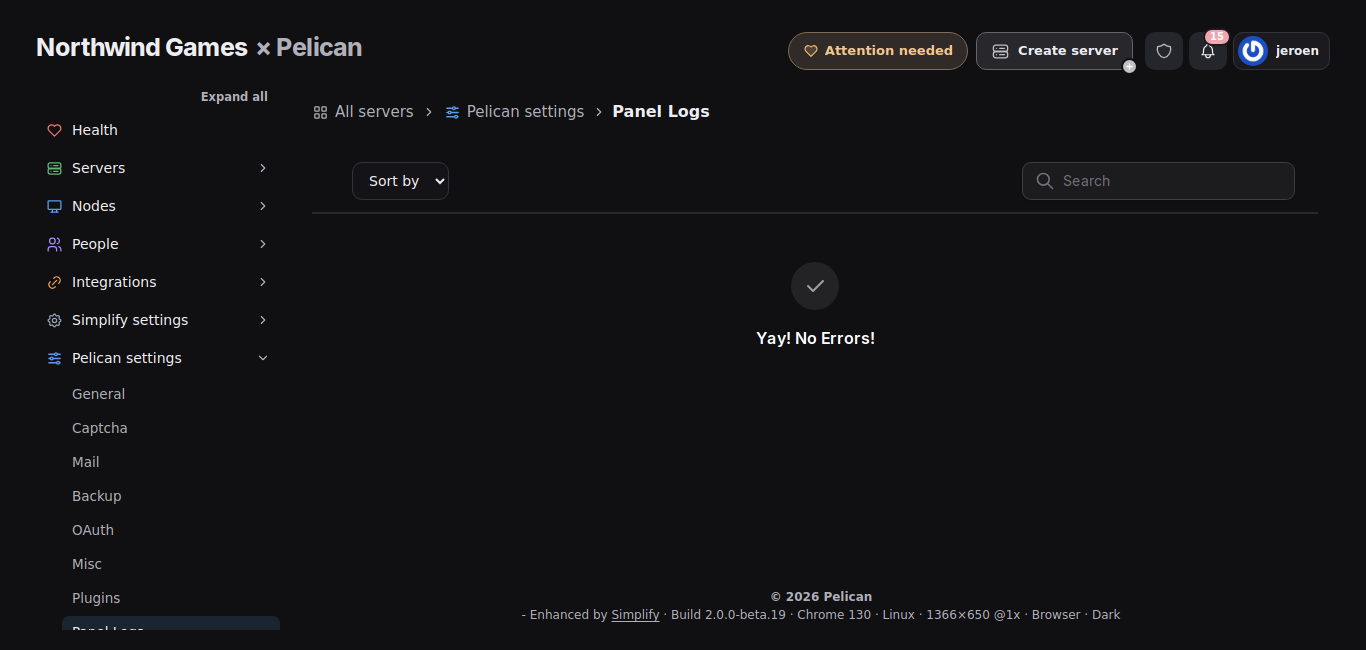 Northwind Games × Pelican
Attention needed
Create server
15
jeroen
Expand all
Health
Servers
Nodes
People
Integrations
Simplify settings
Pelican settings
General
Captcha
Mail
Backup
OAuth
Misc
Plugins
Panel Logs
All servers › Pelican settings › Panel Logs
Sort by
Search
Yay! No Errors!
© 2026 Pelican
- Enhanced by Simplify · Build 2.0.0-beta.19 · Chrome 130 · Linux · 1366×650 @1x · Browser · Dark